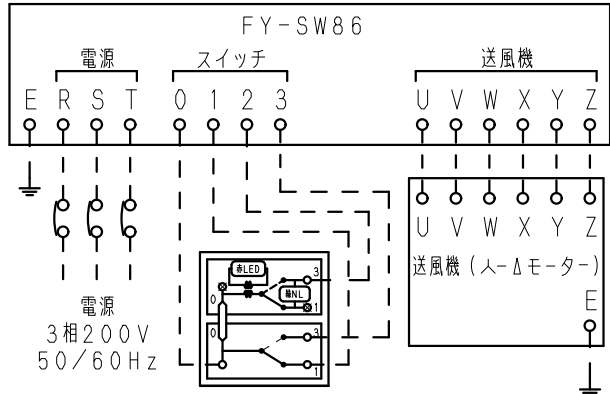 FY-SW86
電源 スイッチ 送風機
E R S T 0 1 2 3 U V W X Y Z
U V W X Y Z
送風機(人-Δモーター)
E
赤LED
3
緑NL
0
1
0
3
1
電源
3相200V
50/60Hz